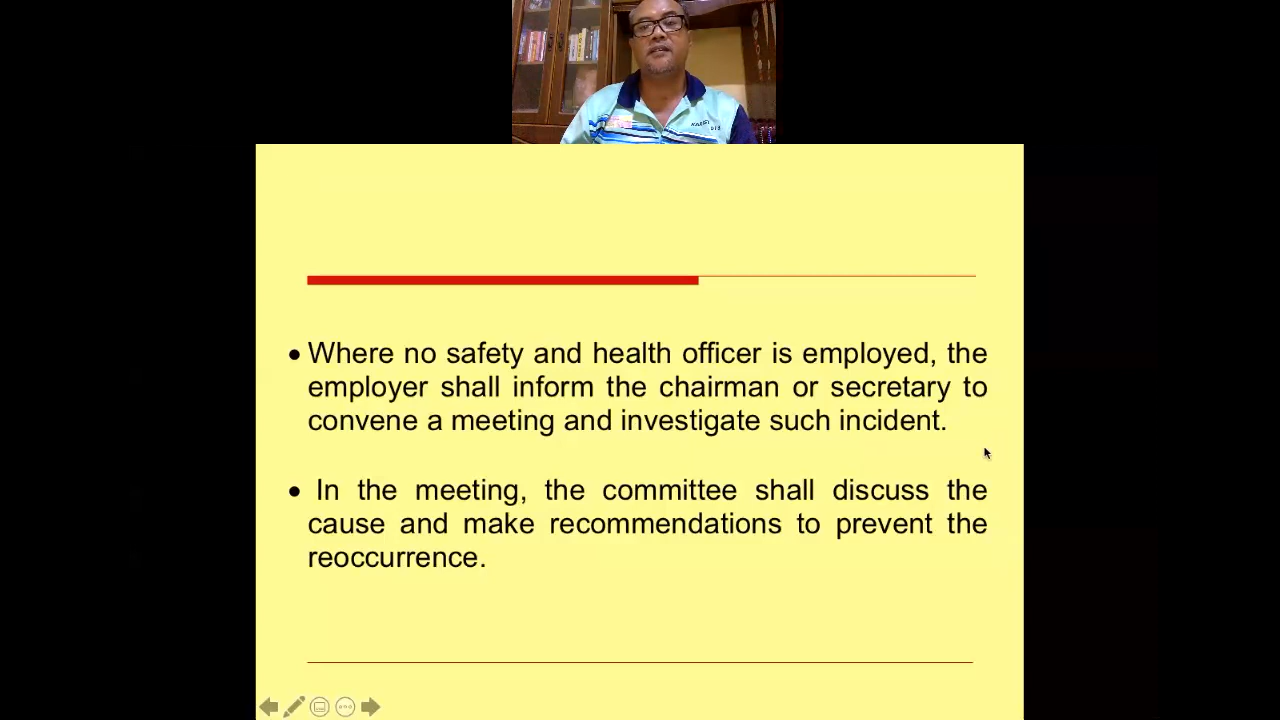 • Where no safety and health officer is employed, the
employer shall inform the chairman or secretary to
convene a meeting and investigate such incident.
• In the meeting, the committee shall discuss the
cause and make recommendations to prevent the
reoccurrence.